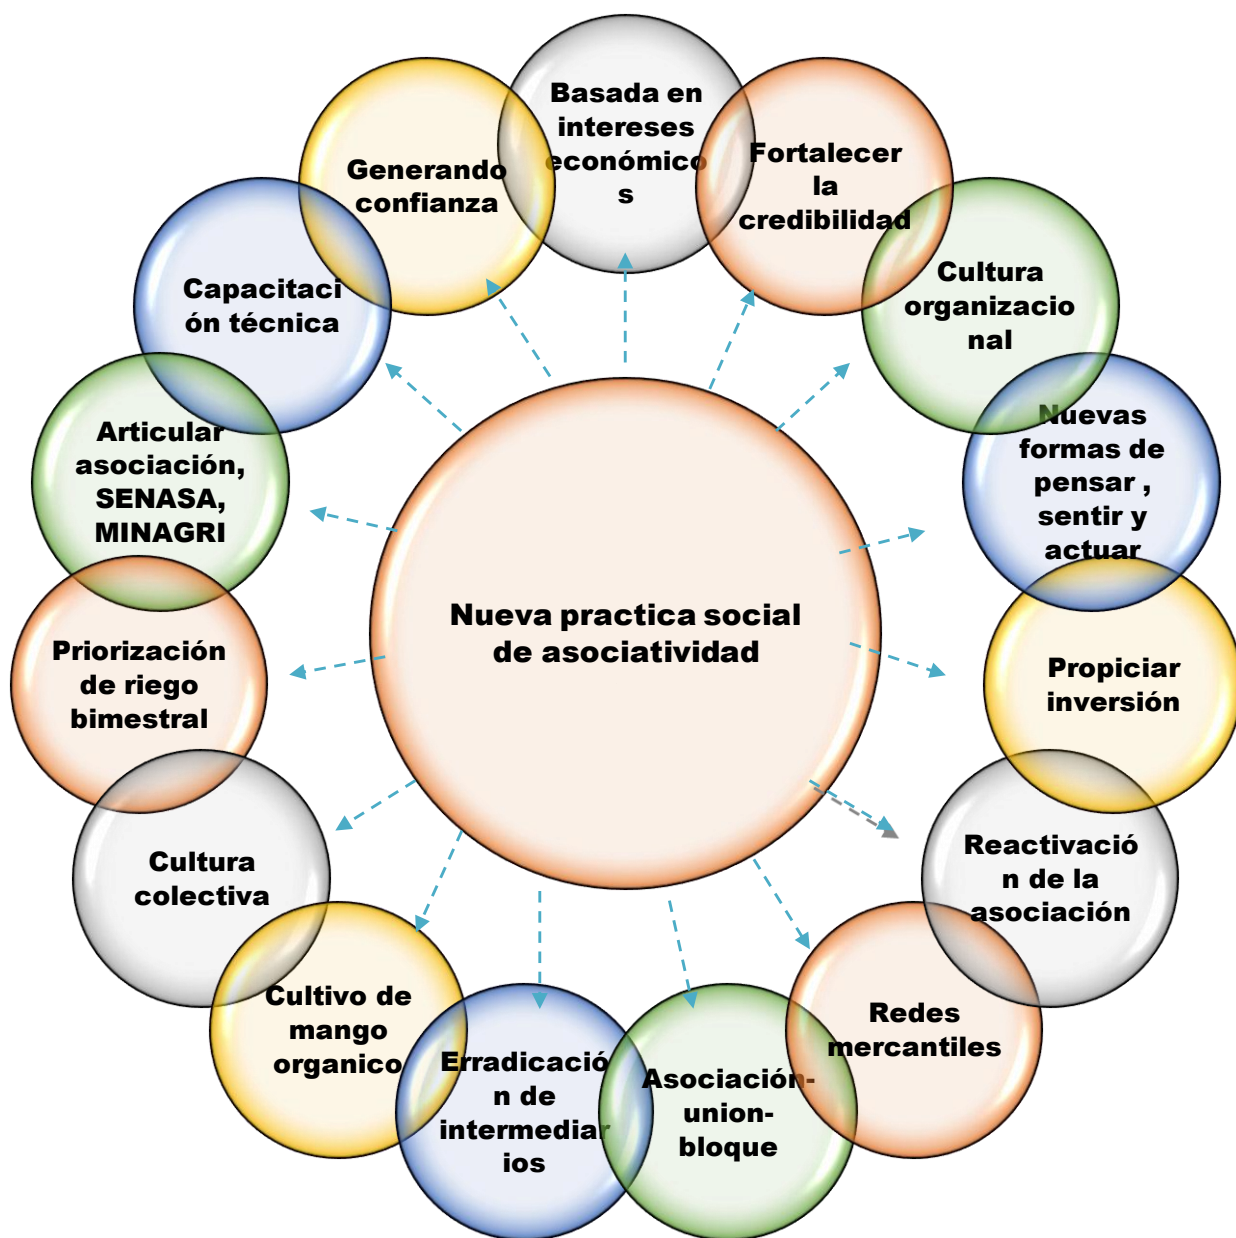 Basada en
intereses
económico
s
Fortalecer
la
credibilidad
Cultura
organizacio
nal
Nuevas
formas de
pensar ,
sentir y
actuar
Propiciar
inversión
Reactivació
n de la
asociación
Redes
mercantiles
Asociación-
union-
bloque
Erradicació
n de
intermediar
ios
Cultivo de
mango
organico
Cultura
colectiva
Priorización
de riego
bimestral
Articular
asociación,
SENASA,
MINAGRI
Capacitaci
ón técnica
Generando
confianza
Nueva practica social
de asociatividad